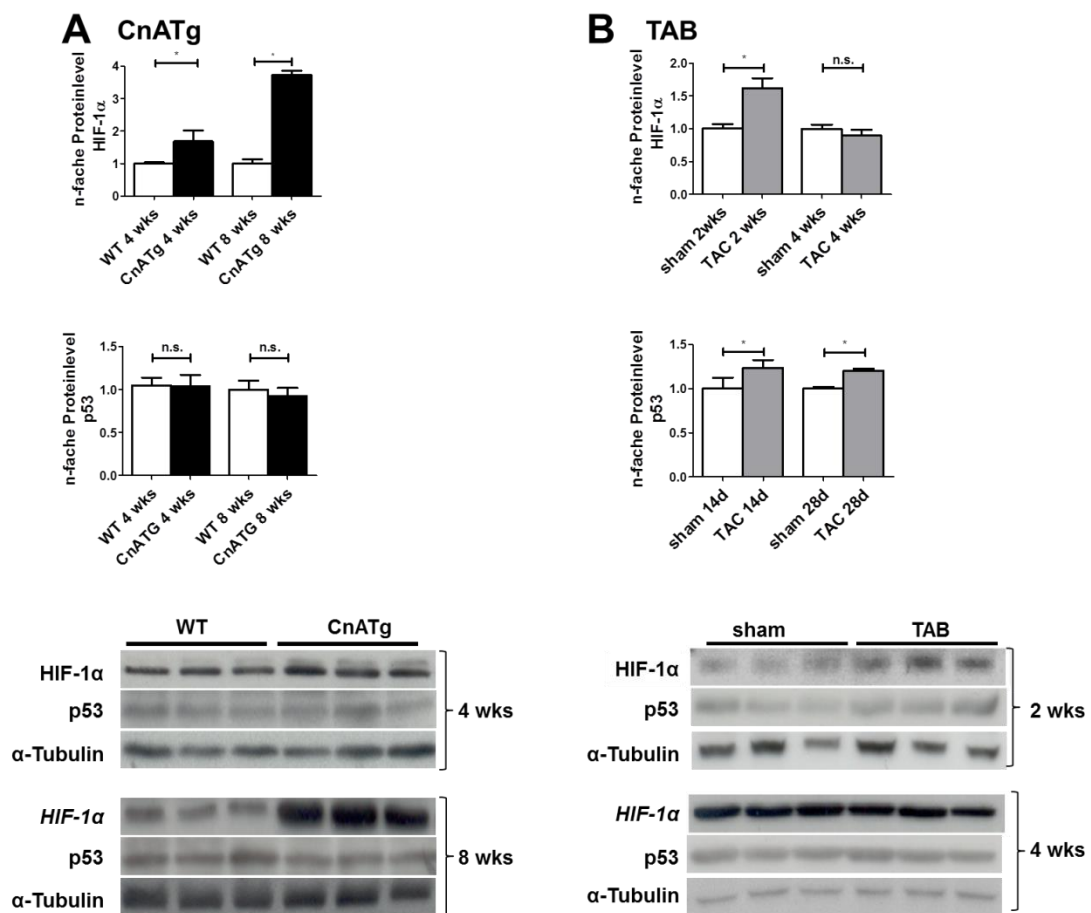 A CnATg
n-fache Proteinlevel
HIF-1α
4
3
2
1
0
*
*
WT 4 wks
CnATg 4 wks
WT 8 wks
CnATg 8 wks
n-fache Proteinlevel
p53
1.5
1.0
0.5
0.0
n.s.
n.s.
WT 4 wks
CnATG 4 wks
WT 8 wks
CnATG 8 wks
WT CnATg
HIF-1α
p53
α-Tubulin
4 wks
HIF-1α
p53
α-Tubulin
8 wks
B TAB
n-fache Proteinlevel
HIF-1α
2.0
1.5
1.0
0.5
0.0
*
n.s.
sham 2wks
TAC 2 wks
sham 4 wks
TAC 4 wks
n-fache Proteinlevel
p53
1.5
1.0
0.5
0.0
*
*
sham 14d
TAC 14d
sham 28d
TAC 28d
sham TAB
HIF-1α
p53
α-Tubulin
2 wks
HIF-1α
p53
α-Tubulin
4 wks